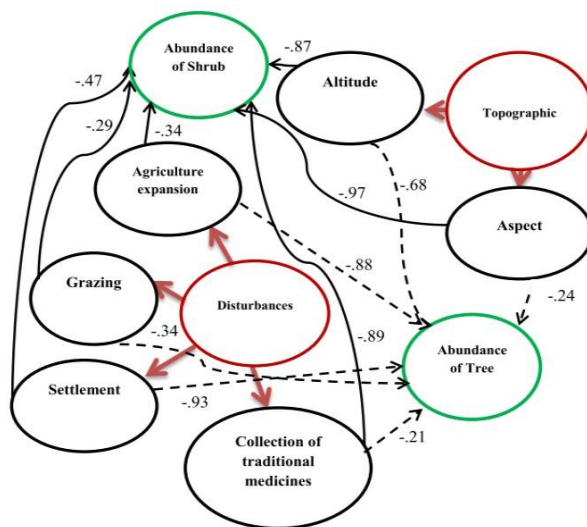 Abundance
of Shrub
-.87
Altitude
Topographic
-.47
-.29
-.34
Agriculture
expansion
-.68
-.97
Aspect
-.88
Grazing
Disturbances
-.24
-.34
-.89
Abundance
of Tree
Settlement
-.93
-.21
Collection of
traditional
medicines